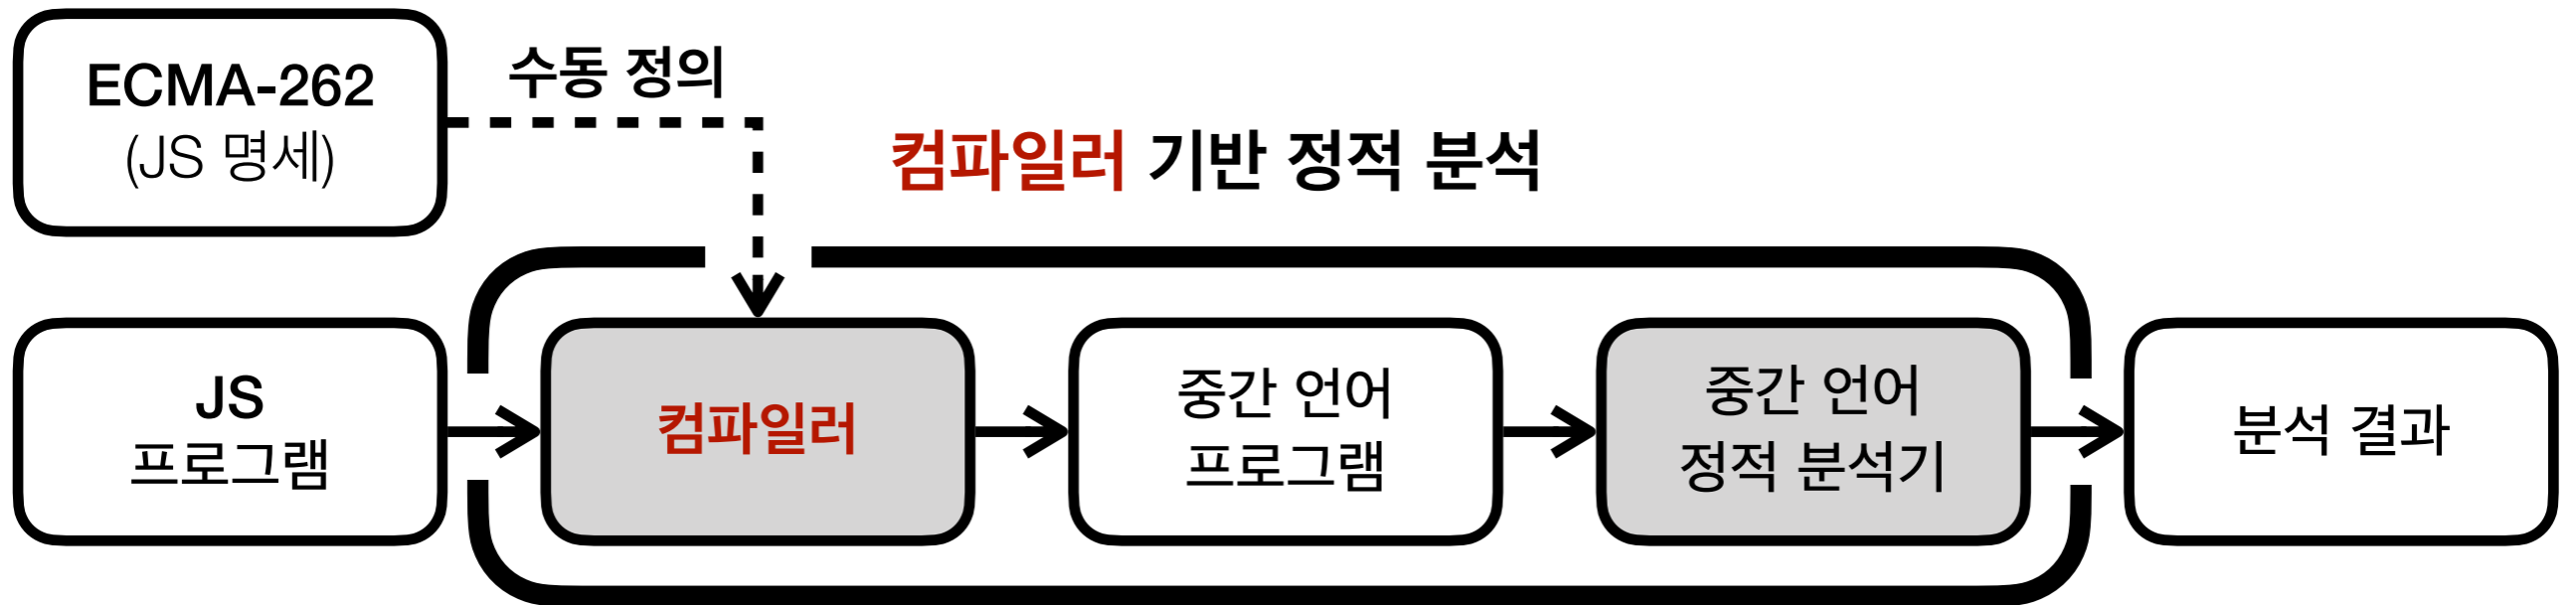 ECMA-262
(JS 명세)
수동 정의
컴파일러 기반 정적 분석
JS
프로그램
컴파일러
중간 언어
프로그램
중간 언어
정적 분석기
분석 결과